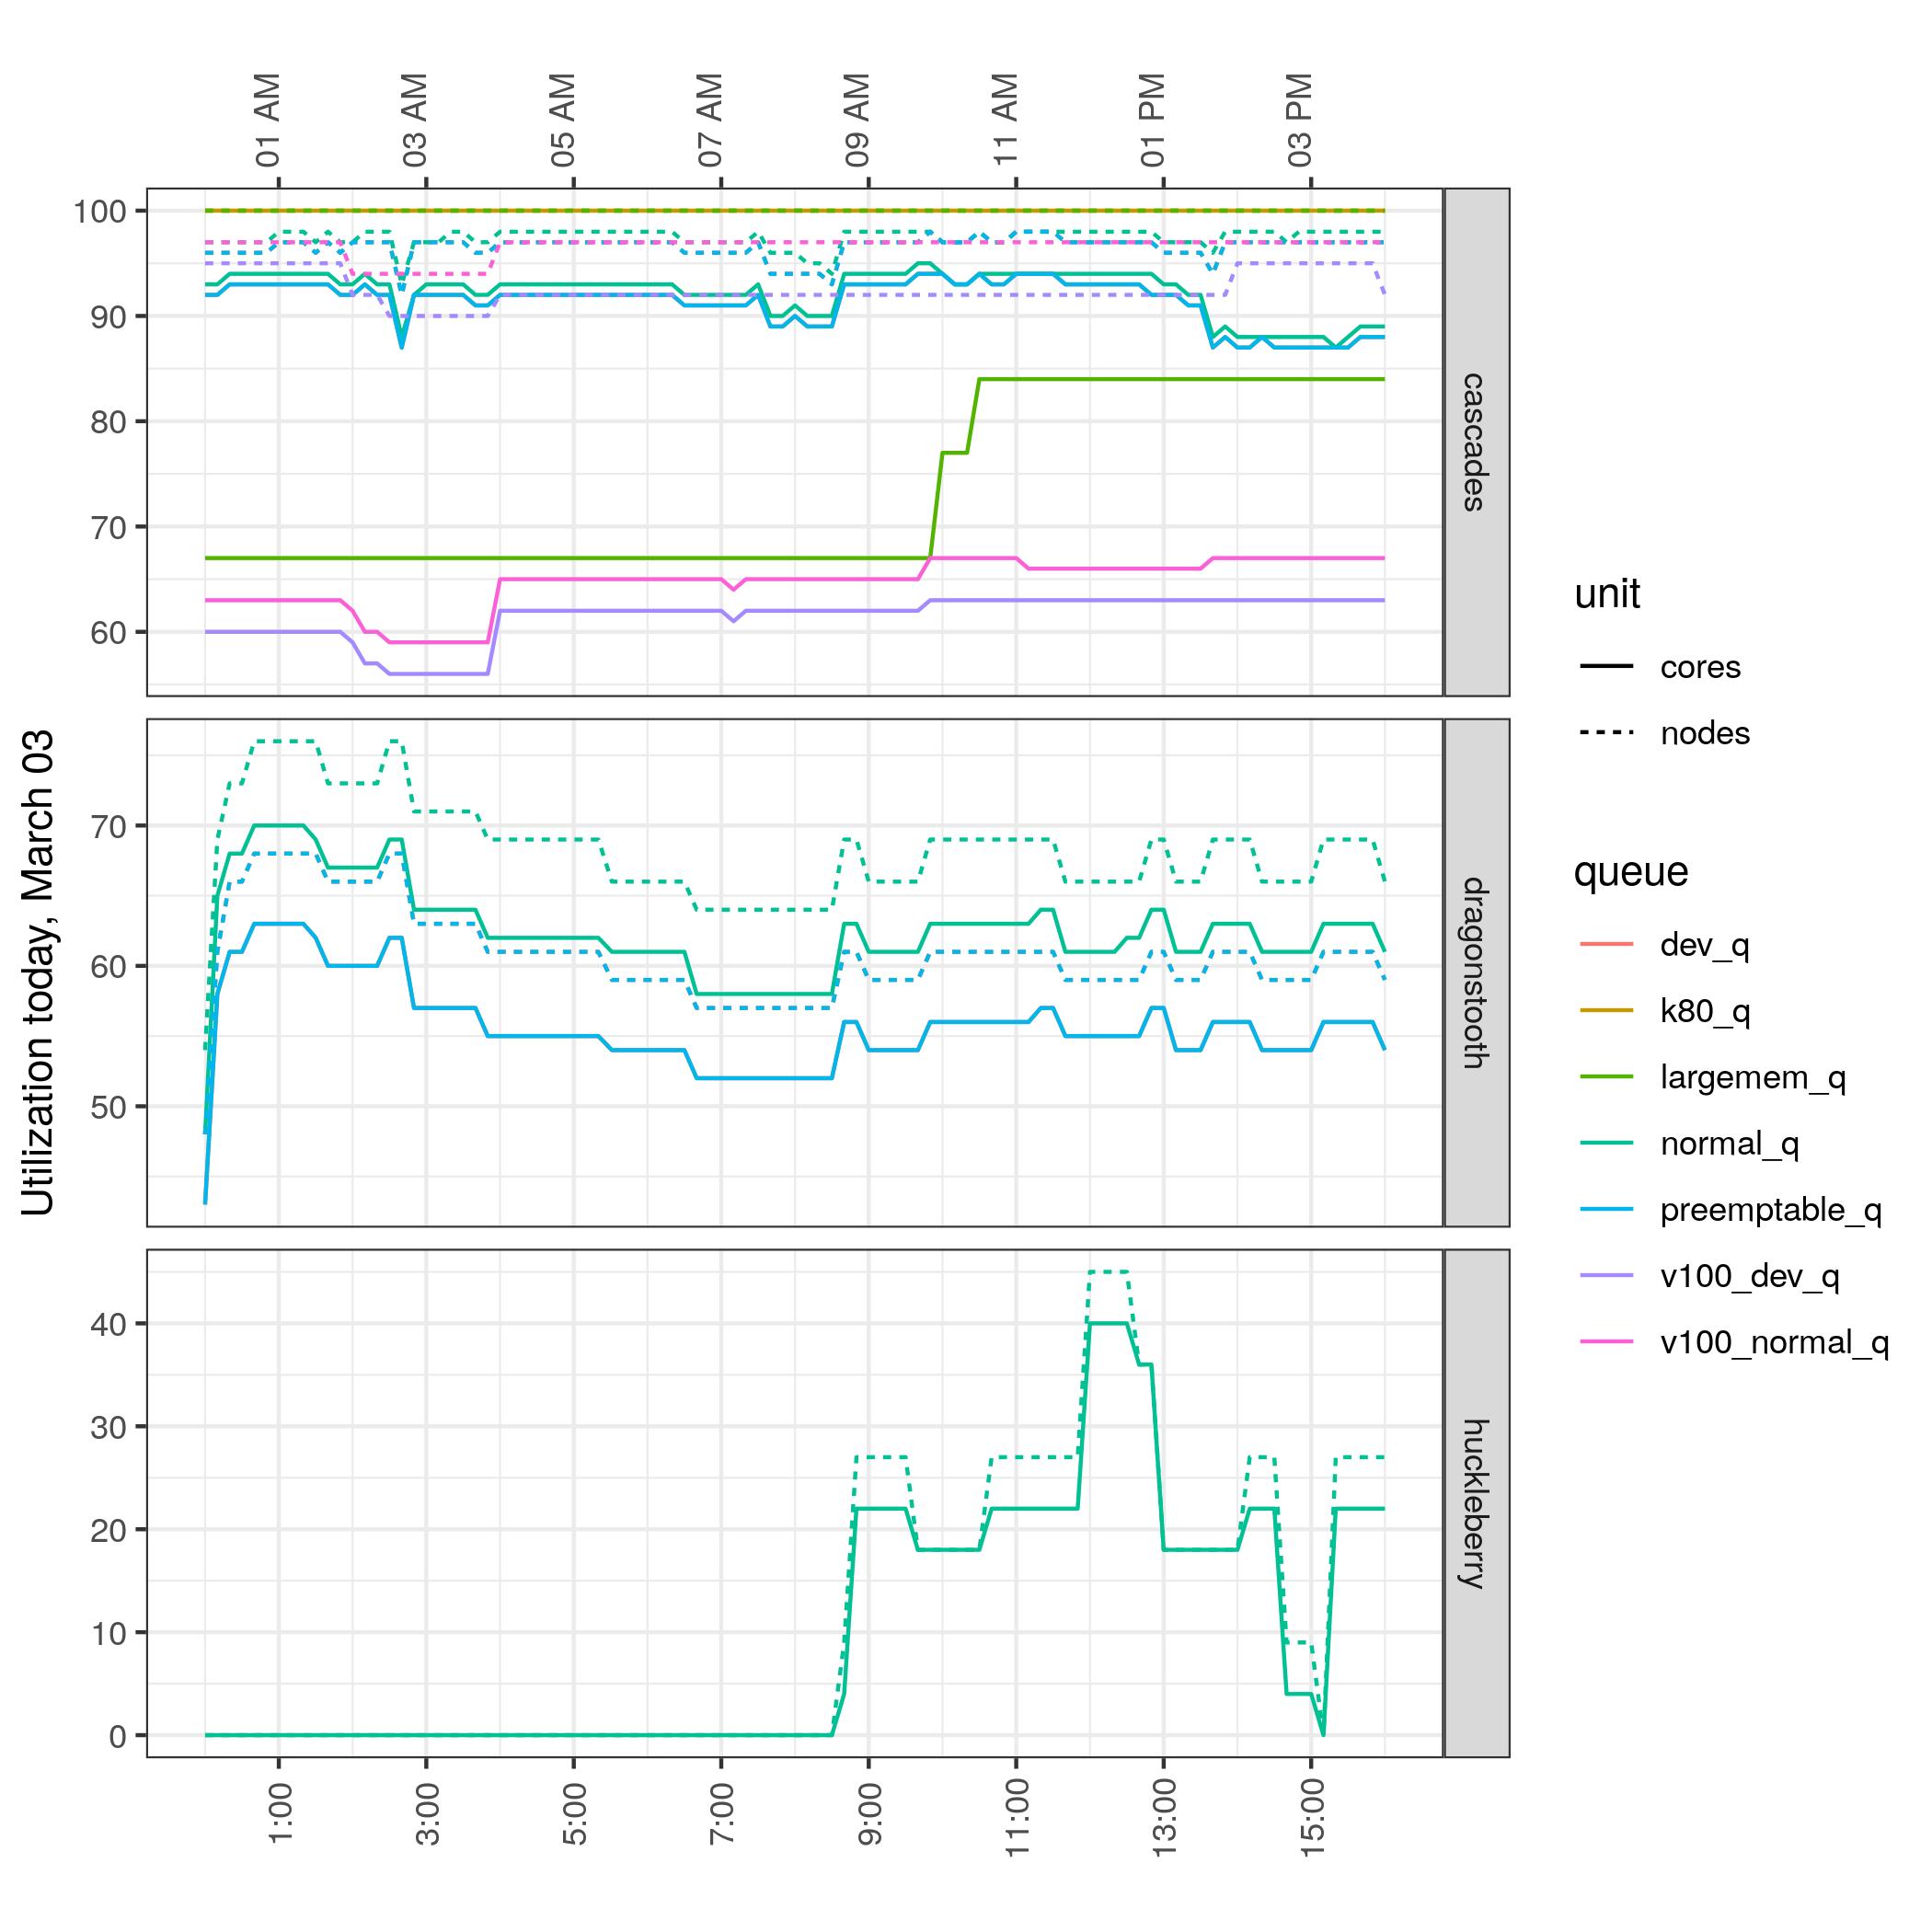 01 AM
03 AM
05 AM
07 AM
09 AM
11 AM
01 PM
03 PM
Utilization today, March 03
100
90
80
70
60
cascades
70
60
50
dragonstooth
40
30
20
10
0
huckleberry
1:00
3:00
5:00
7:00
9:00
11:00
13:00
15:00
unit
cores
nodes
queue
dev_q
k80_q
largemem_q
normal_q
preemptable_q
v100_dev_q
v100_normal_q